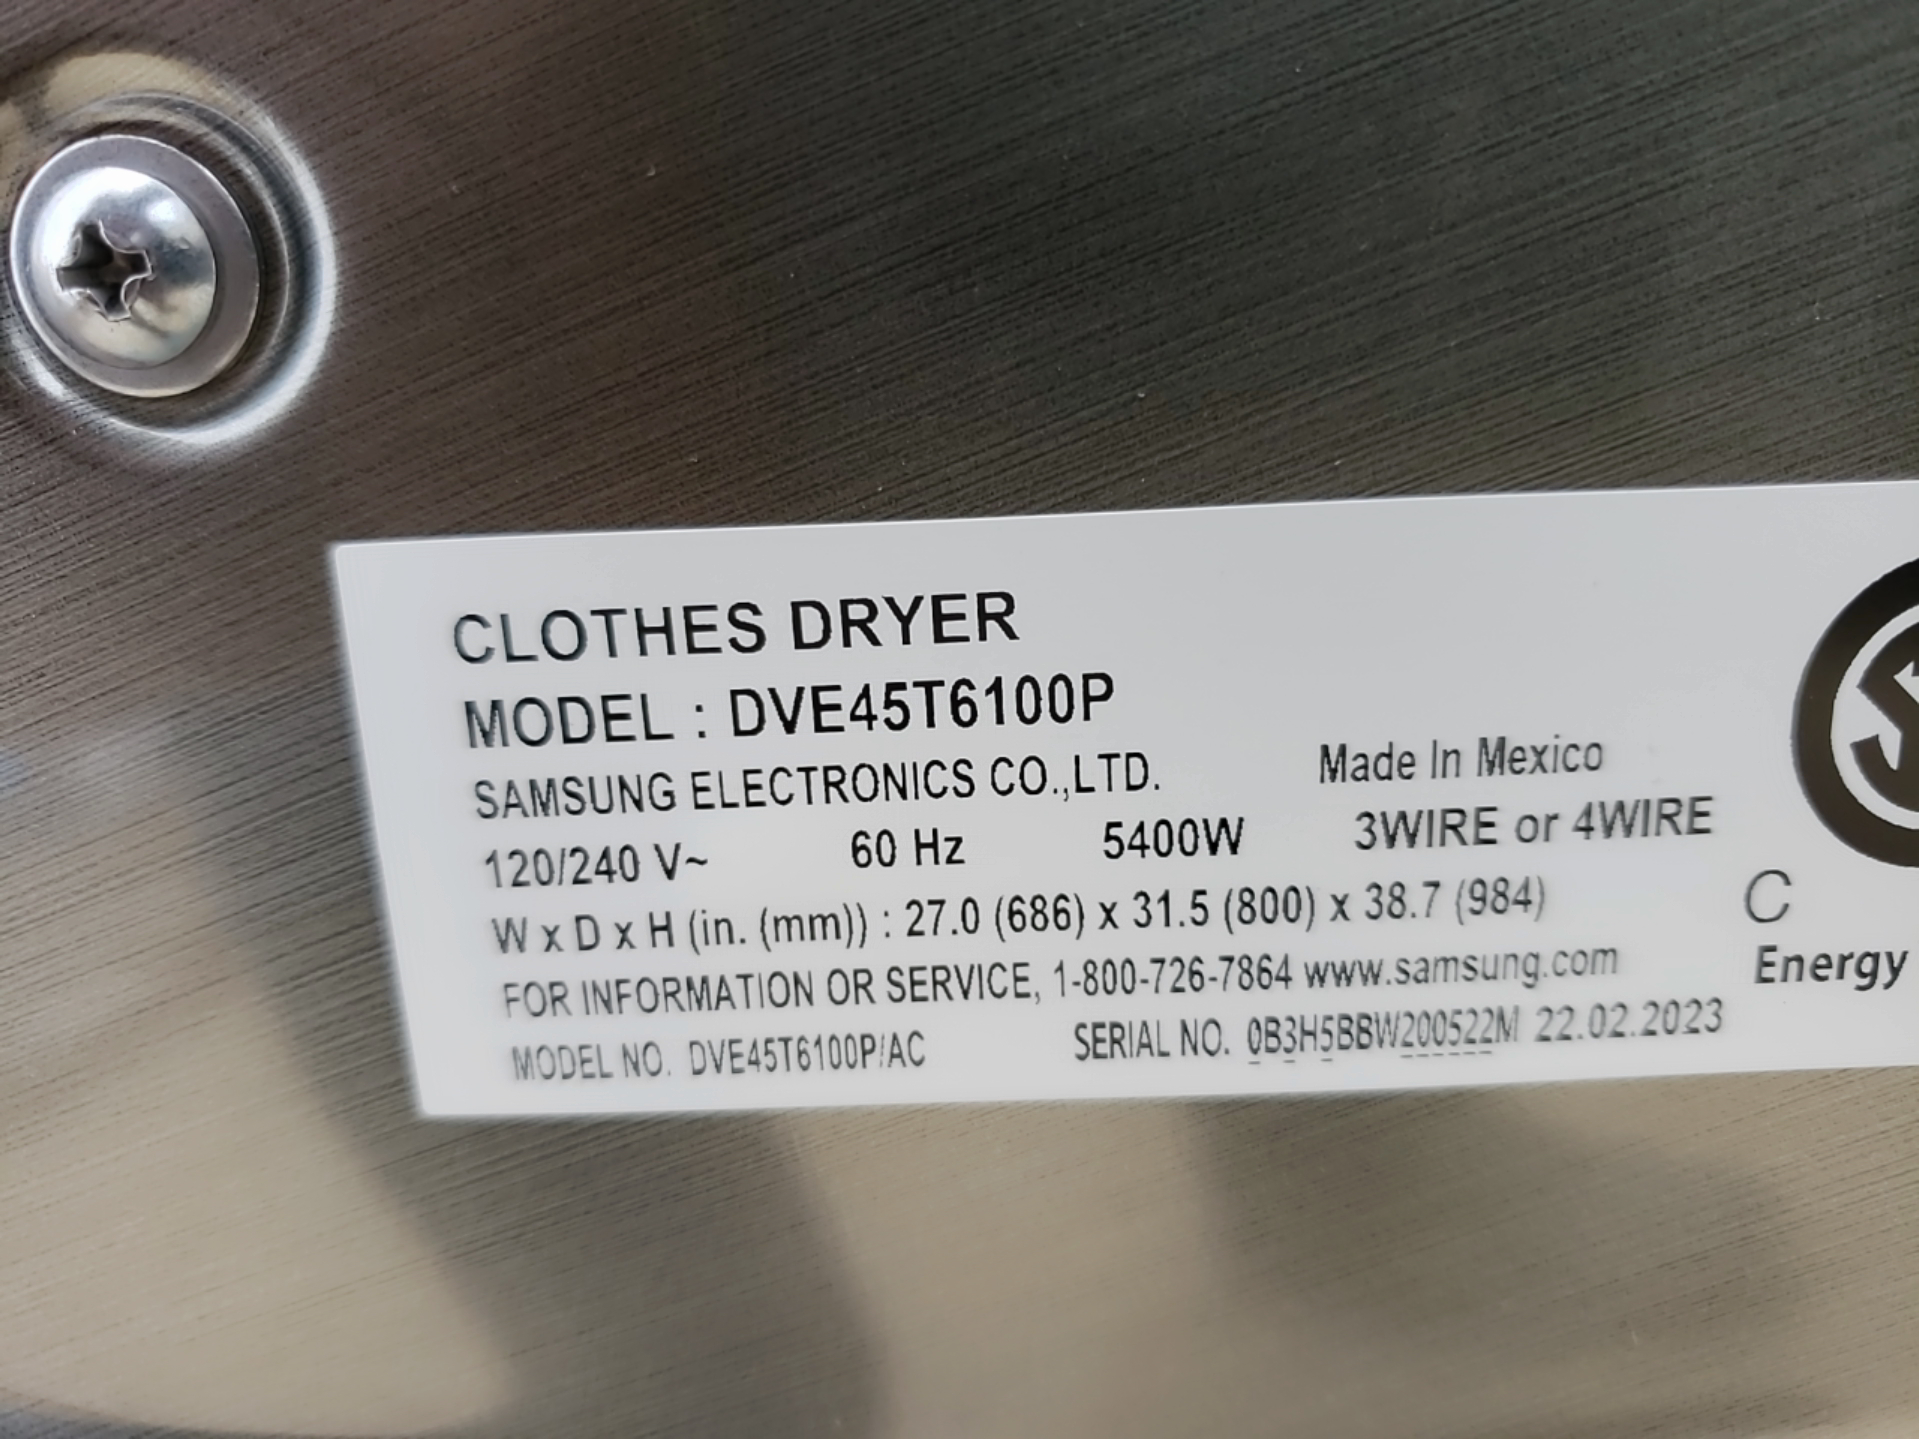 CLOTHES DRYER
MODEL : DVE45T6100P
SAMSUNG ELECTRONICS CO.,LTD. Made In Mexico
120/240 V~ 60 Hz 5400W 3WIRE or 4WIRE
W x D x H (in. (mm)) : 27.0 (686) x 31.5 (800) x 38.7 (984)
C
FOR INFORMATION OR SERVICE, 1-800-726-7864 www.samsung.com
Energy
MODEL NO. DVE45T6100P/AC SERIAL NO. 0B3H5BBW200522M 22.02.2023